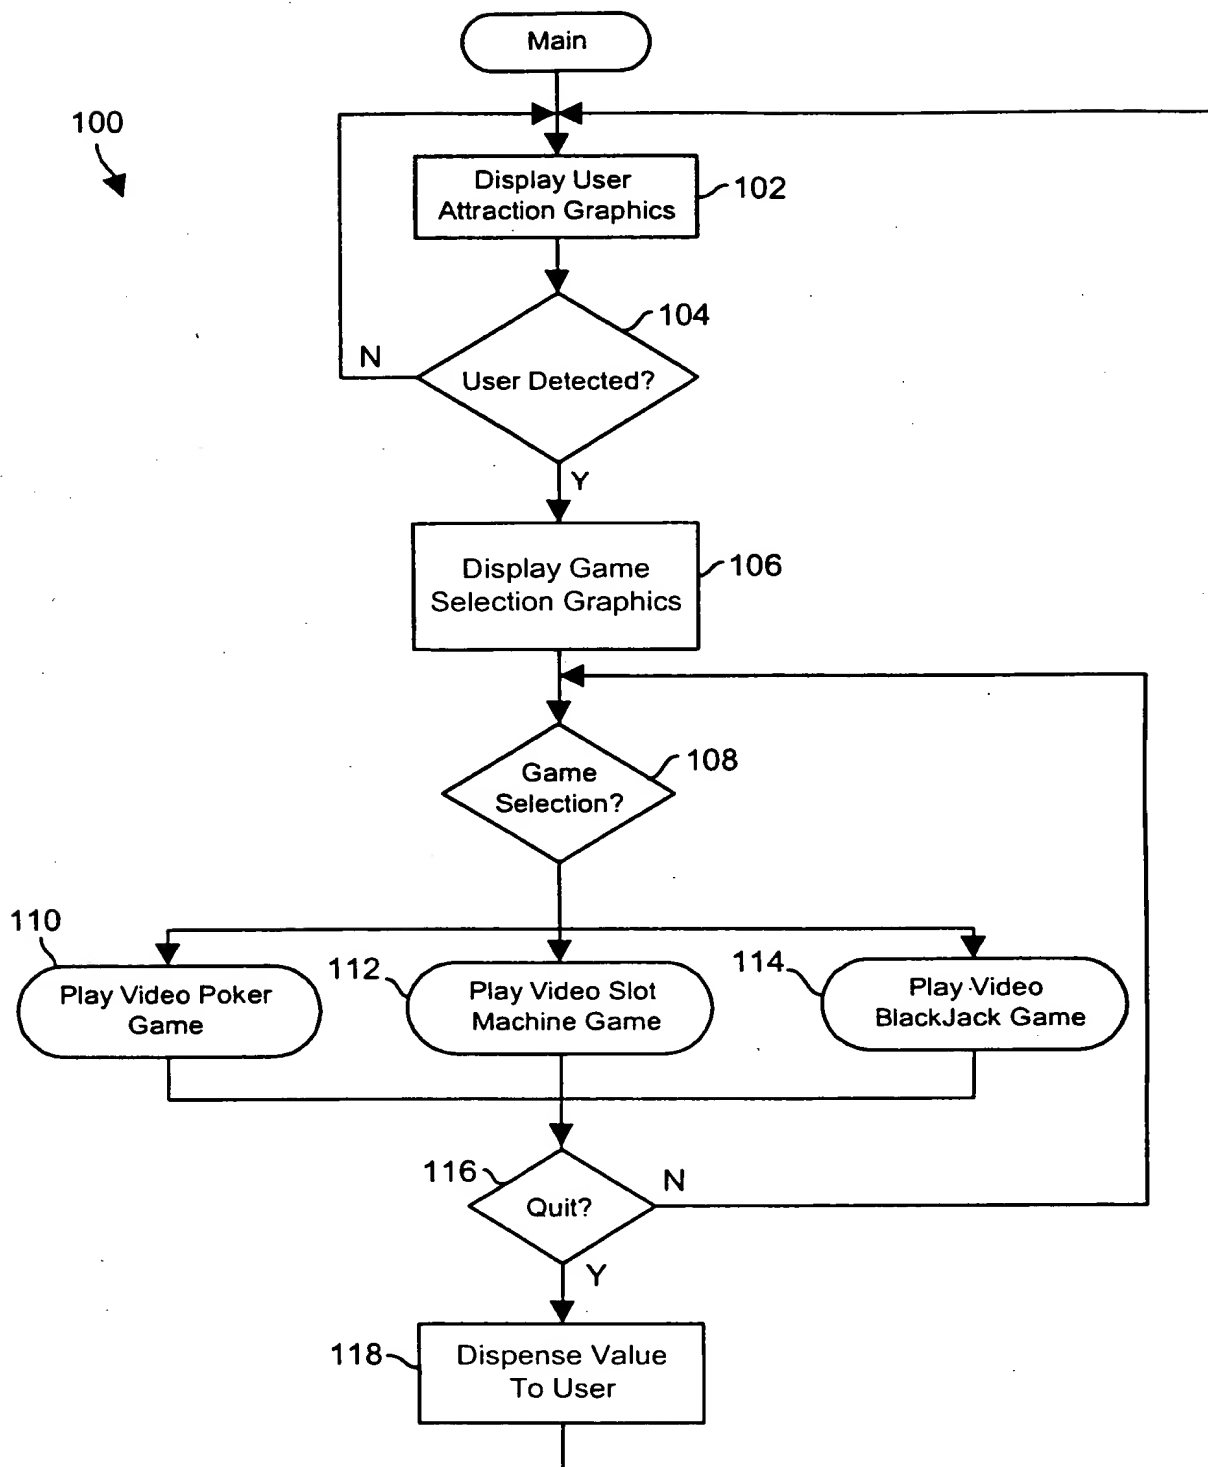 Main
100
Display User
Attraction Graphics
102
104
N
User Detected?
Y
Display Game
Selection Graphics
106
Game
Selection?
108
110
Play Video Poker
Game
112
Play Video Slot
Machine Game
114
Play Video
BlackJack Game
116
Quit?
N
Y
118
Dispense Value
To User